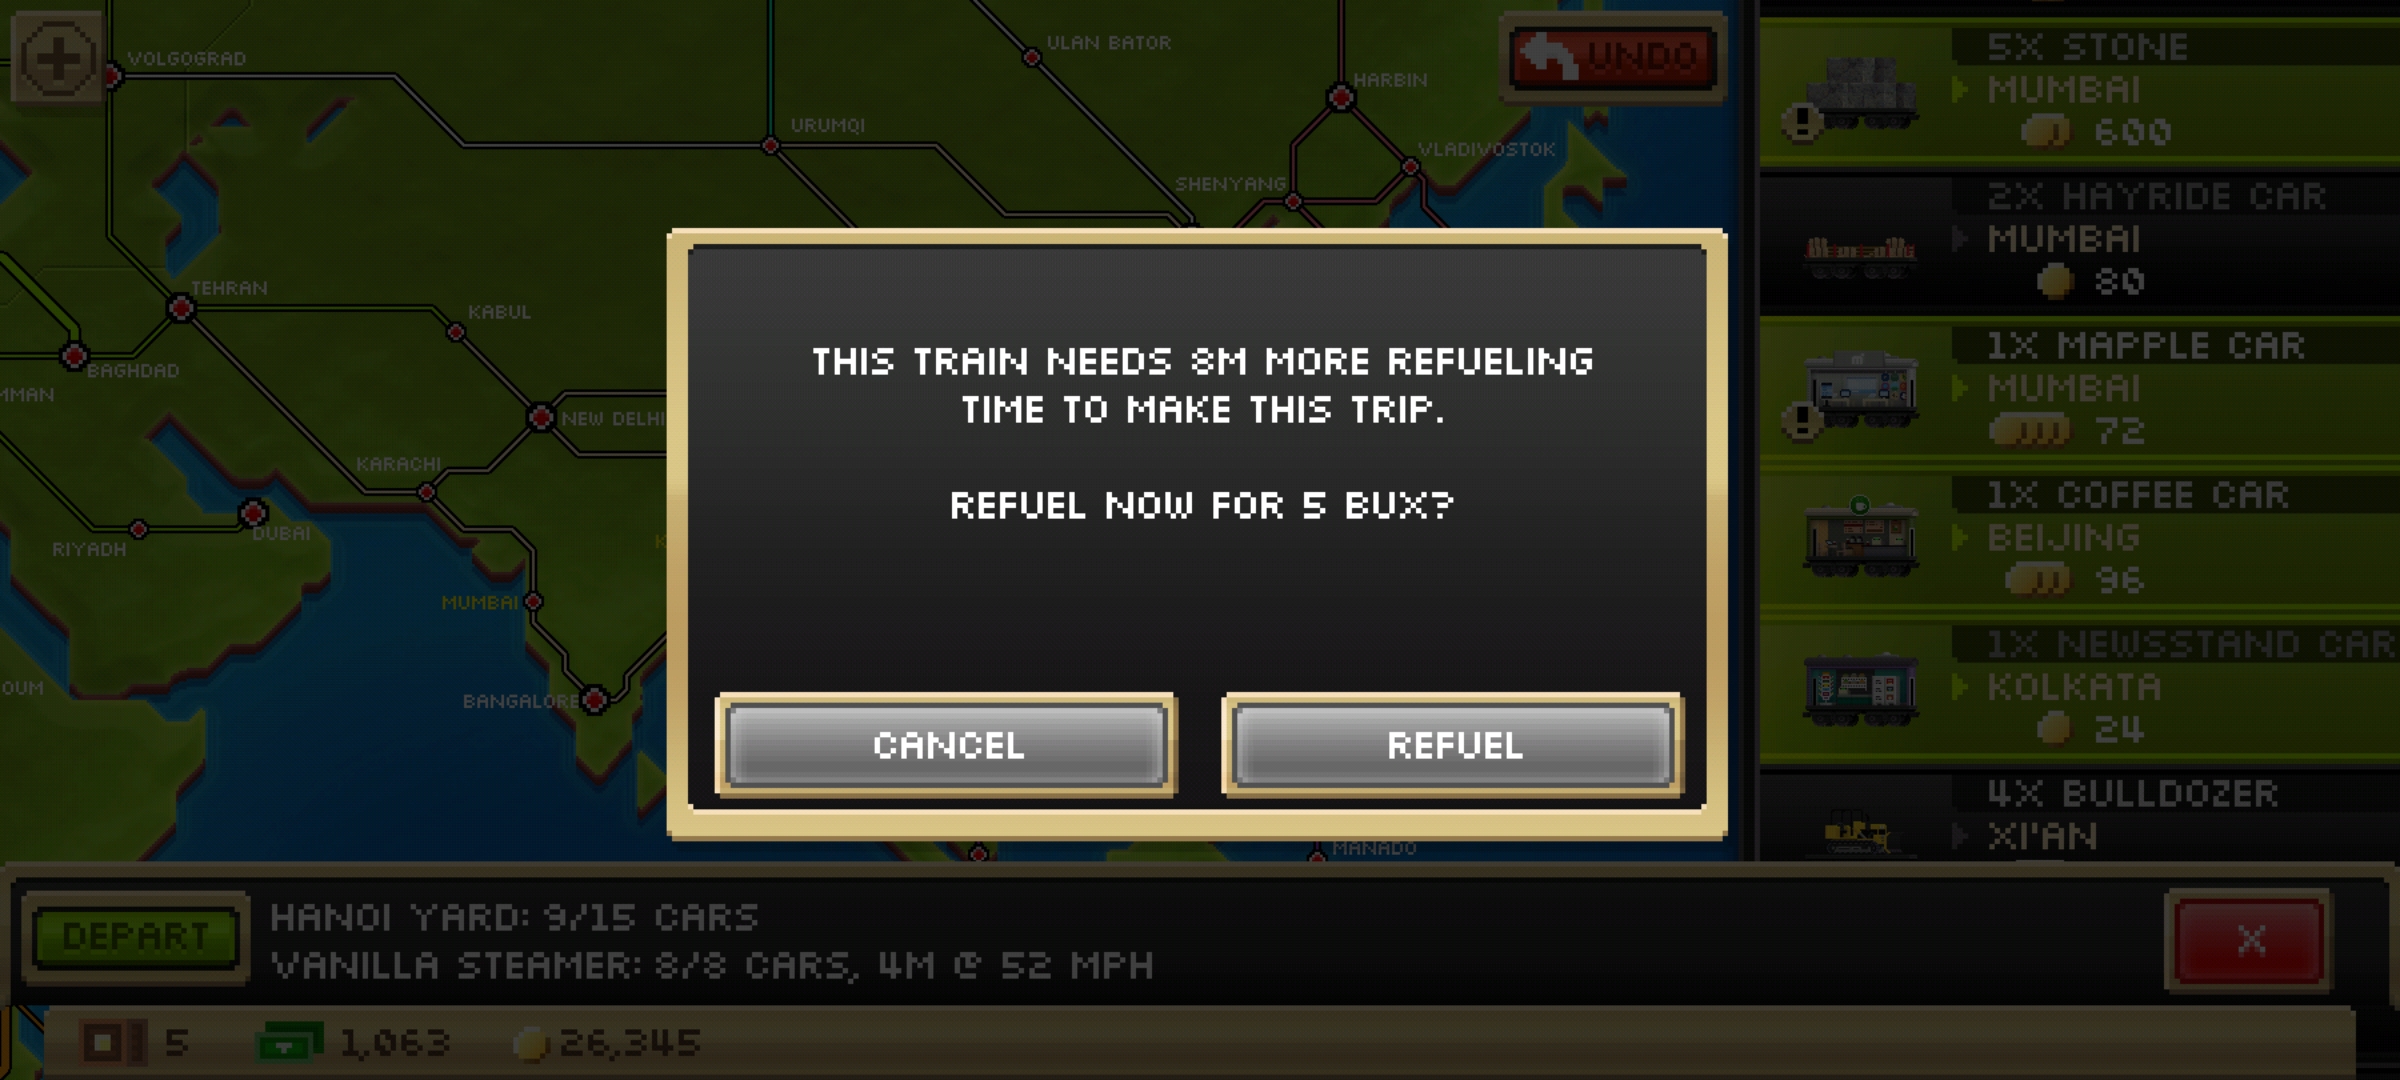 VOLGOGRAD
ULAN BATOR
UNDO
HARBIN
URUMQI
VLADIVOSTOK
SHENYANG
TEHRAN
KABUL
BAGHDAD
MMAN
NEW DELHI
KARACHI
DUBAI
RIYADH
K
MUMBAI
OUM
BANGALORE
MANADO
THIS TRAIN NEEDS 8M MORE REFUELING
TIME TO MAKE THIS TRIP.
REFUEL NOW FOR 5 BUX?
CANCEL
REFUEL
5X STONE
MUMBAI
600
2X HAYRIDE CAR
MUMBAI
80
1X MAPPLE CAR
MUMBAI
72
1X COFFEE CAR
BEIJING
96
1X NEWSSTAND CAR
KOLKATA
24
4X BULLDOZER
XI'AN
DEPART
HANOI YARD: 9/15 CARS
VANILLA STEAMER: 8/8 CARS, 4M @ 52 MPH
X
5
1,063
26,345